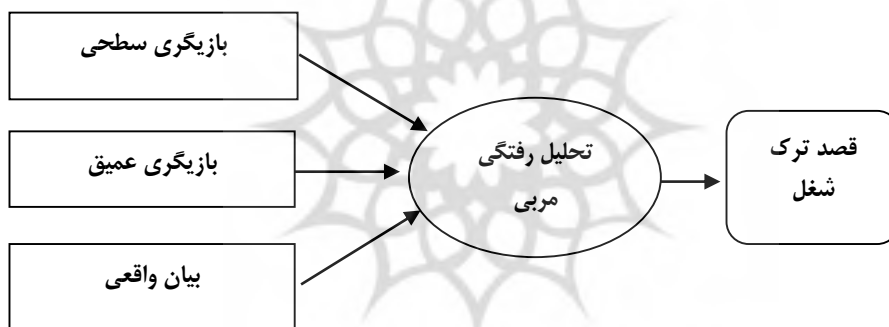 بازیگری سطحی
بازیگری عمیق
بیان واقعی
تحلیل رفتگی
مربی
قصد ترک
شغل